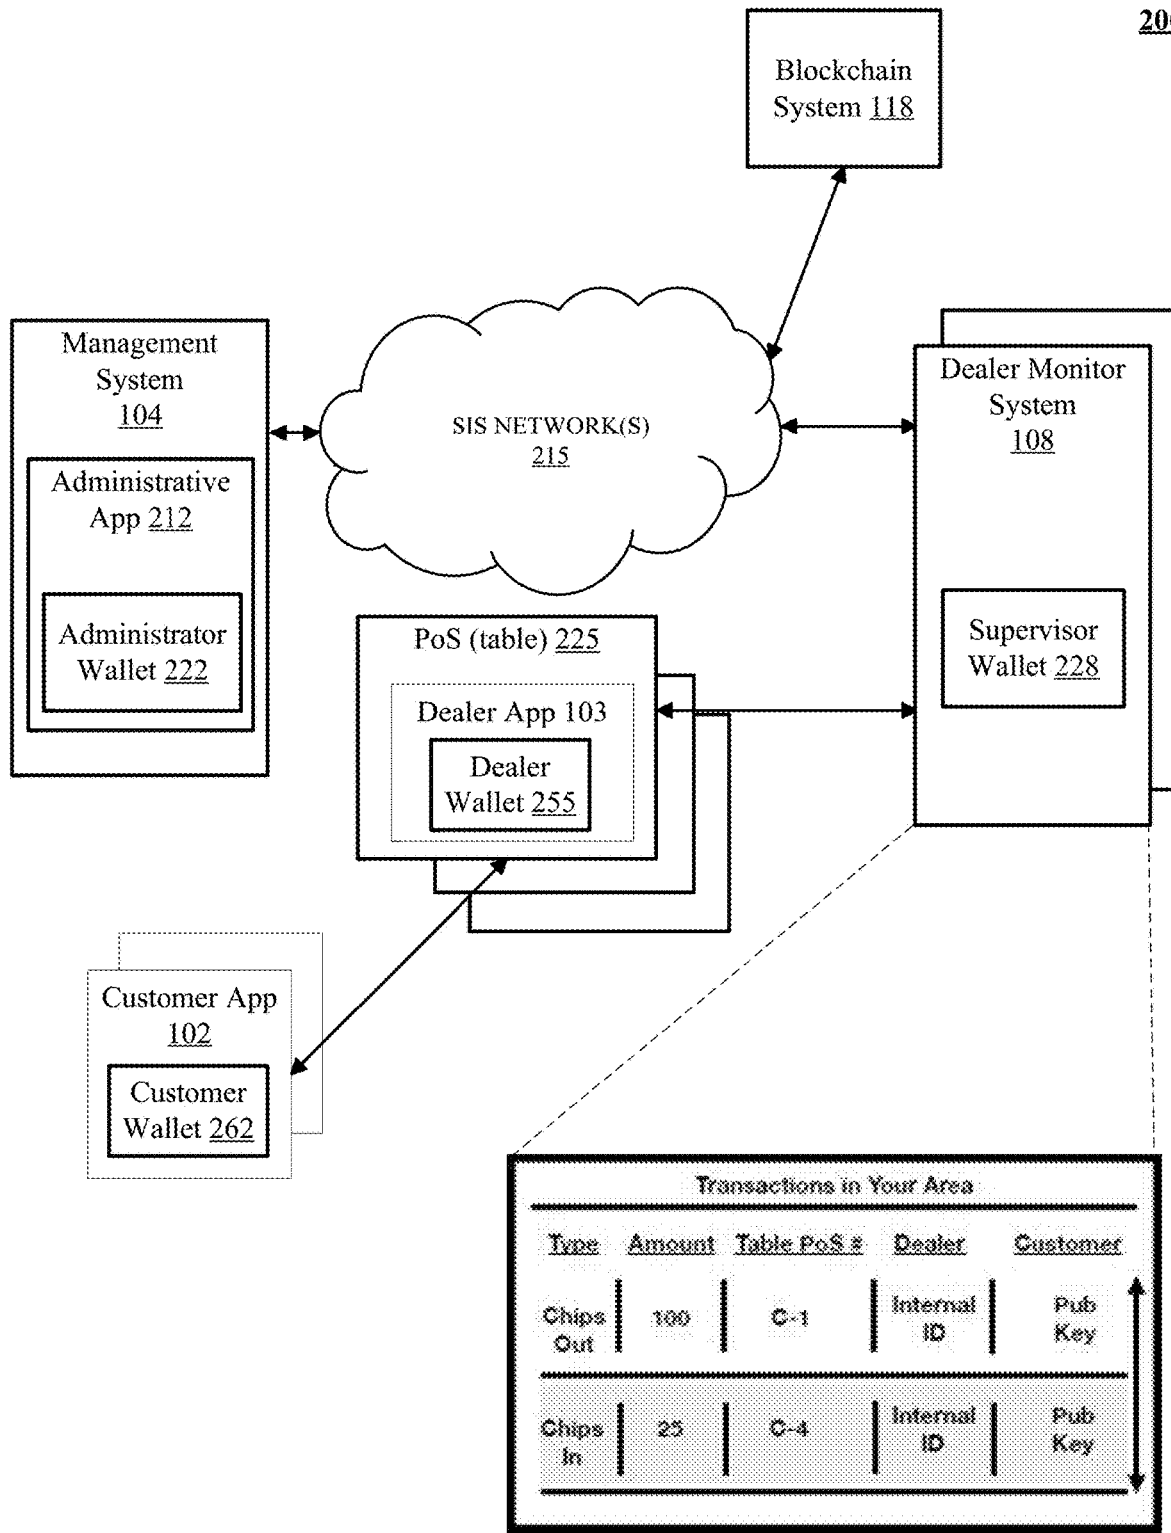 200
Blockchain
System 118
Management
System
104
Administrative
App 212
Administrator
Wallet 222
SIS NETWORK(S)
215
Dealer Monitor
System
108
Supervisor
Wallet 228
PoS (table) 225
Dealer App 103
Dealer
Wallet 255
Customer App
102
Customer
Wallet 262
Transactions in Your Area
Type Amount Table PoS # Dealer Customer
Chips Out 100 C-1 Internal ID Pub Key
Chips In 25 C-4 Internal ID Pub Key